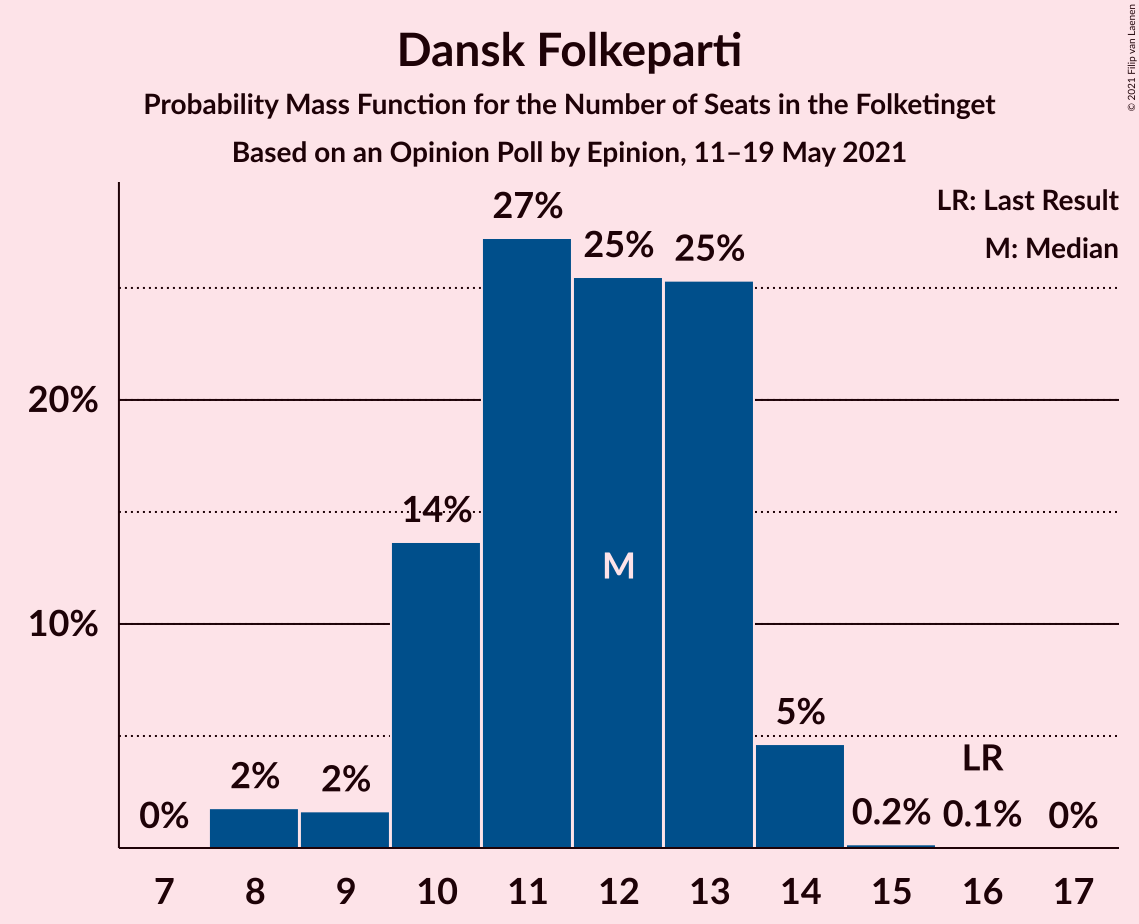 Dansk Folkeparti
Probability Mass Function for the Number of Seats in the Folketinget
Based on an Opinion Poll by Epinion, 11–19 May 2021
© 2021 Filip van Laenen
LR: Last Result
M: Median
27%
25%
25%
20%
14%
M
10%
5%
LR
2%
2%
0%
0.2%
0.1%
0%
7 8 9 10 11 12 13 14 15 16 17